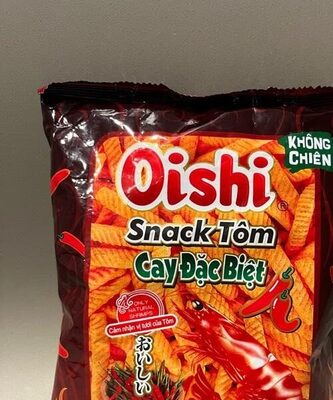 KHÔNG
CHIÊN
Oishi®
Snack Tôm
Cay Đặc Biệt
ONLY
NATURAL
SHRIMPS
Cảm nhận vị tươi của Tôm
おいしい